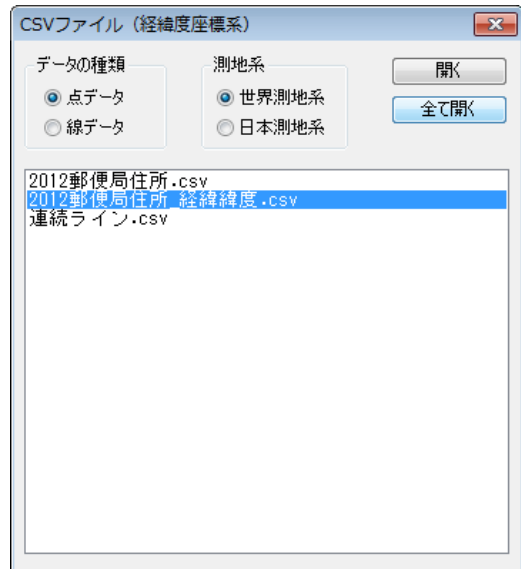 CSVファイル（経緯度座標系）
データの種類
測地系
開く
点データ
世界測地系
全て開く
線データ
日本測地系
2012郵便局住所.csv
2012郵便局住所_経緯緯度.csv
連続ライン.csv